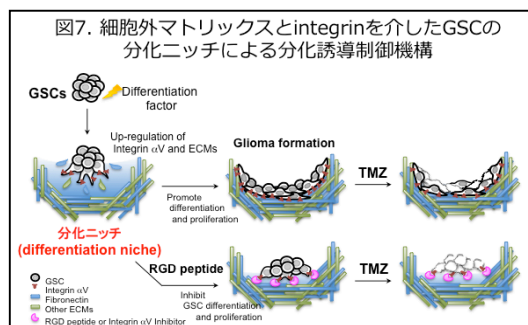 図7. 細胞外マトリックスとintegrinを介したGSCの
分化ニッチによる分化誘導制御機構
GSCs
Differentiation
factor
Up-regulation of
Integrin αV and ECMs
Glioma formation
TMZ
Promote
differentiation
and proliferation
分化ニッチ
(differentiation niche)
RGD peptide
TMZ
Inhibit
GSC differentiation
and proliferation
GSC
Integrin αV
Fibronectin
Other ECMs
RGD peptide or Integrin αV Inhibitor